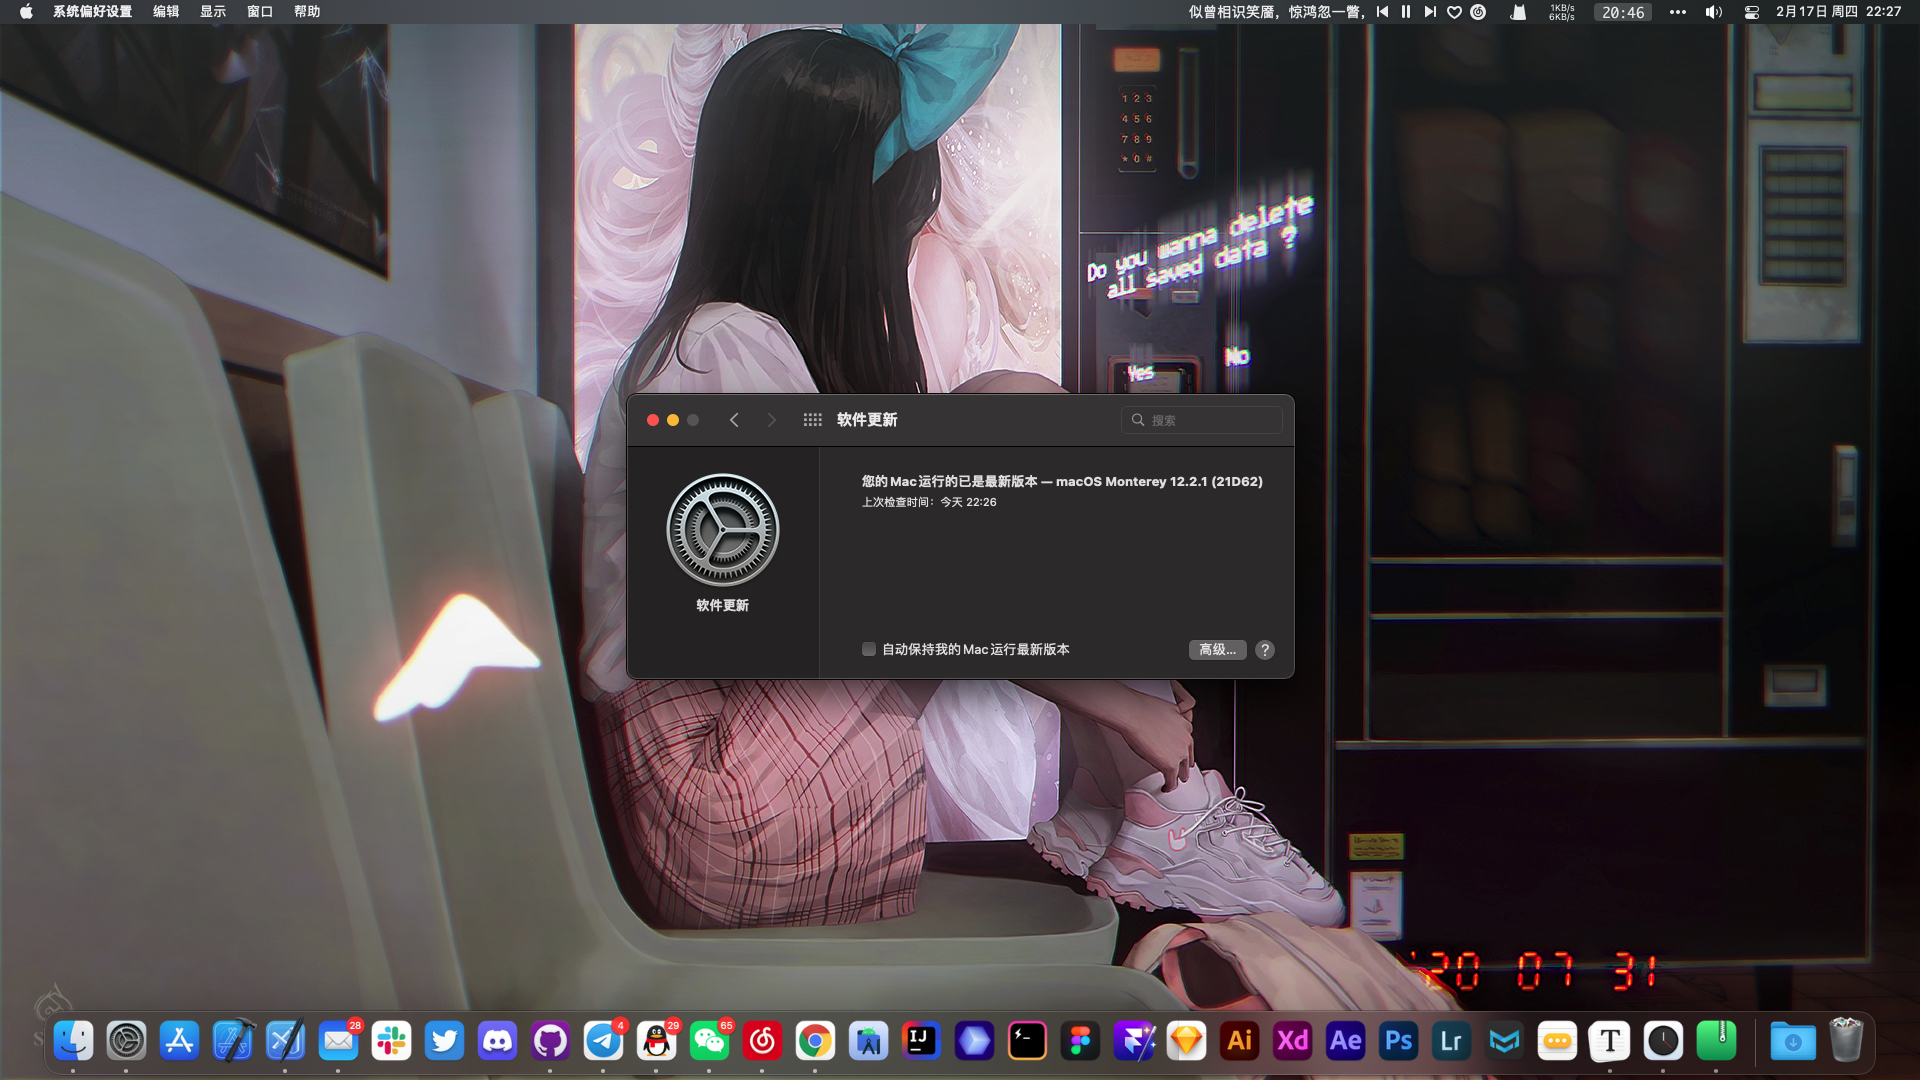 系统偏好设置 编辑 显示 窗口 帮助
似曾相识笑靥，惊鸿忽一瞥，
1KB/s
6KB/s
20:46
2月17日 周四 22:27
1 2 3
4 5 6
7 8 9
* 0 #
Do you wanna delete
all saved data ?
Yes
No
软件更新
搜索
您的 Mac 运行的已是最新版本 — macOS Monterey 12.2.1 (21D62)
上次检查时间：今天 22:26
软件更新
自动保持我的 Mac 运行最新版本
高级...
?
'20 07 31
28
4
29
65
IJ
Ai
Xd
Ae
Ps
Lr
T